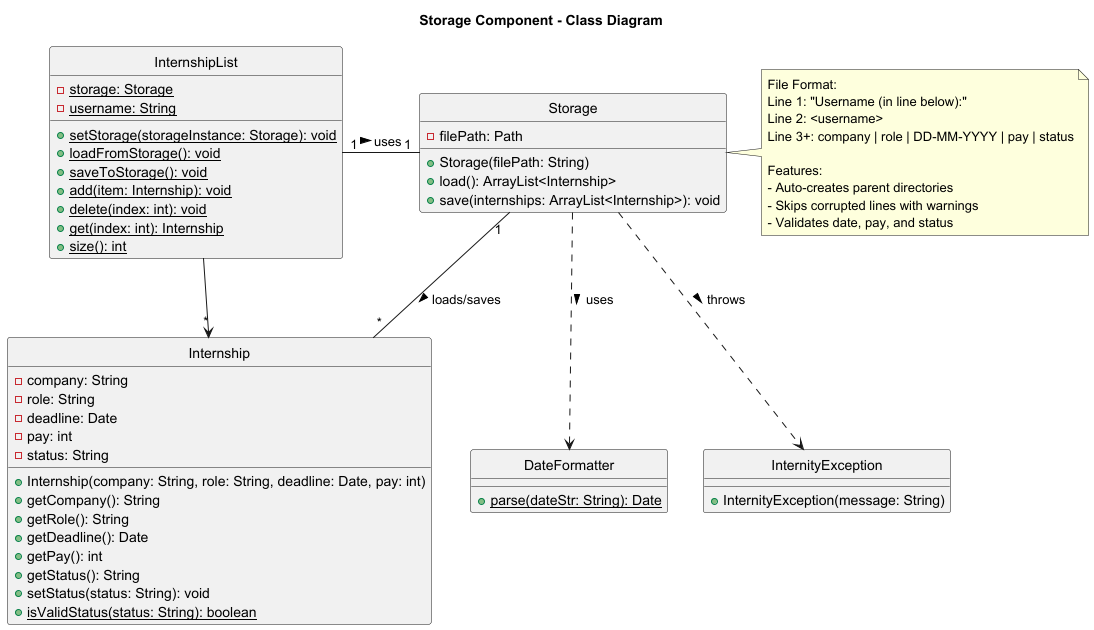 Storage Component - Class Diagram
InternshipList
storage: Storage
username: String
setStorage(storageInstance: Storage): void
loadFromStorage(): void
saveToStorage(): void
add(item: Internship): void
delete(index: int): void
get(index: int): Internship
size(): int
1 uses 1
Storage
filePath: Path
Storage(filePath: String)
load(): ArrayList<Internship>
save(internships: ArrayList<Internship>): void
File Format:
Line 1: "Username (in line below):"
Line 2: <username>
Line 3+: company | role | DD-MM-YYYY | pay | status
Features:
- Auto-creates parent directories
- Skips corrupted lines with warnings
- Validates date, pay, and status
1
loads/saves
uses
throws
*
*
Internship
company: String
role: String
deadline: Date
pay: int
status: String
Internship(company: String, role: String, deadline: Date, pay: int)
getCompany(): String
getRole(): String
getDeadline(): Date
getPay(): int
getStatus(): String
setStatus(status: String): void
isValidStatus(status: String): boolean
DateFormatter
parse(dateStr: String): Date
InternityException
InternityException(message: String)